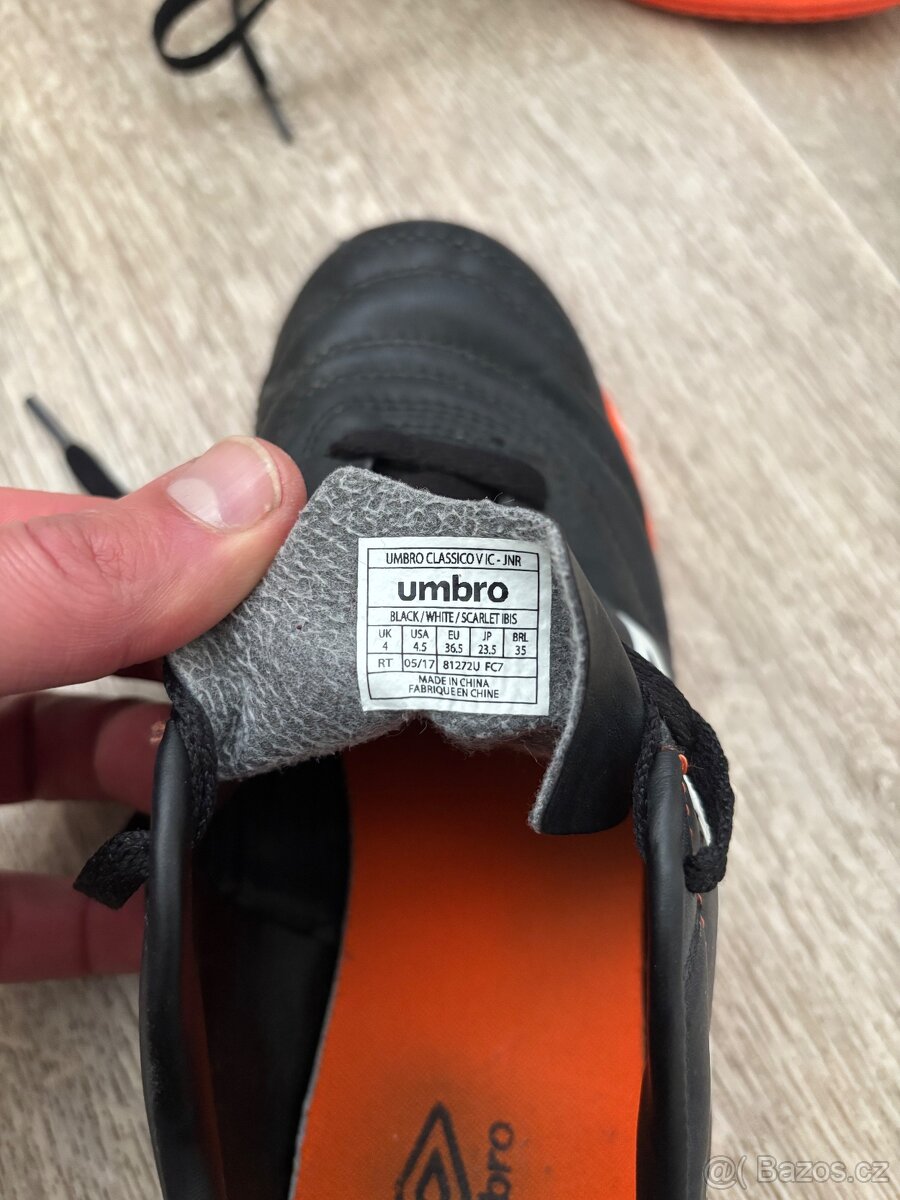 UMBRO CLASSICO V IC - JNR
umbro
BLACK / WHITE / SCARLET IBIS
UK USA EU JP BRL
4 4.5 36.5 23.5 35
RT 05/17 81272U FC7
MADE IN CHINA
FABRIQUE EN CHINE
mbro
@( Bazos.cz